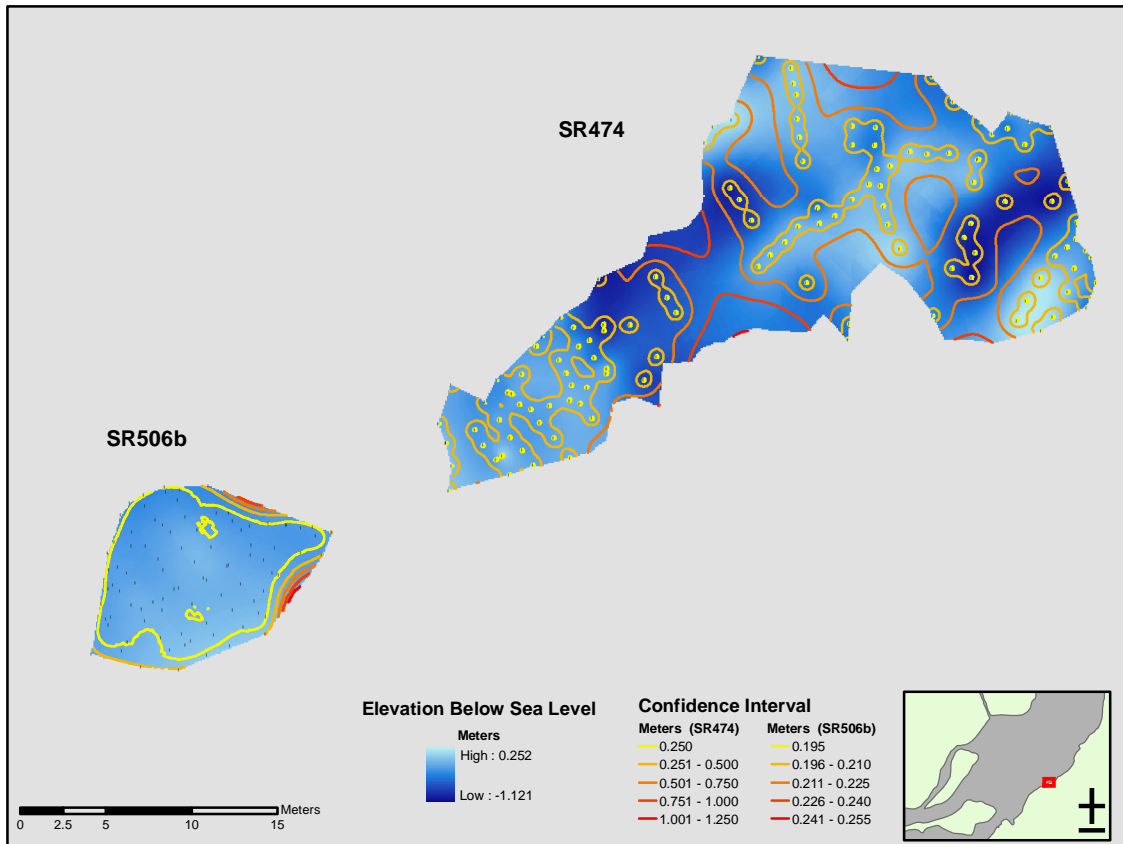 SR474
SR506b
Elevation Below Sea Level
Meters
High : 0.252
Low : -1.121
Confidence Interval
Meters (SR474)
0.250
0.251 - 0.500
0.501 - 0.750
0.751 - 1.000
1.001 - 1.250
Meters (SR506b)
0.195
0.196 - 0.210
0.211 - 0.225
0.226 - 0.240
0.241 - 0.255
Meters
0 2.5 5 10 15